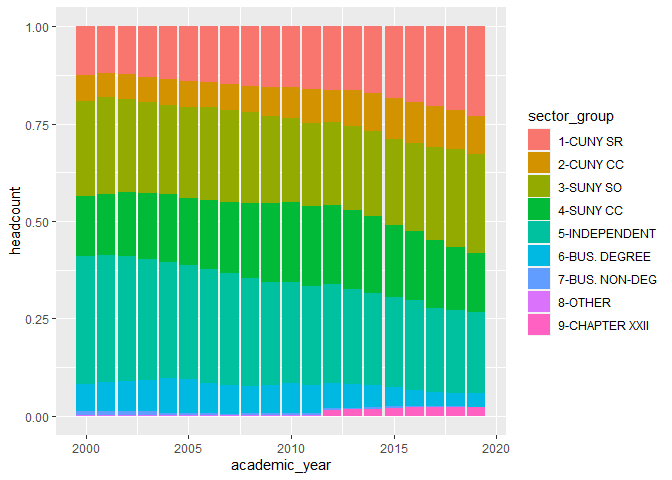 1.00
0.75
0.50
0.25
0.00
headcount
2000
2005
2010
2015
2020
academic_year
sector_group
1-CUNY SR
2-CUNY CC
3-SUNY SO
4-SUNY CC
5-INDEPENDENT
6-BUS. DEGREE
7-BUS. NON-DEG
8-OTHER
9-CHAPTER XXII